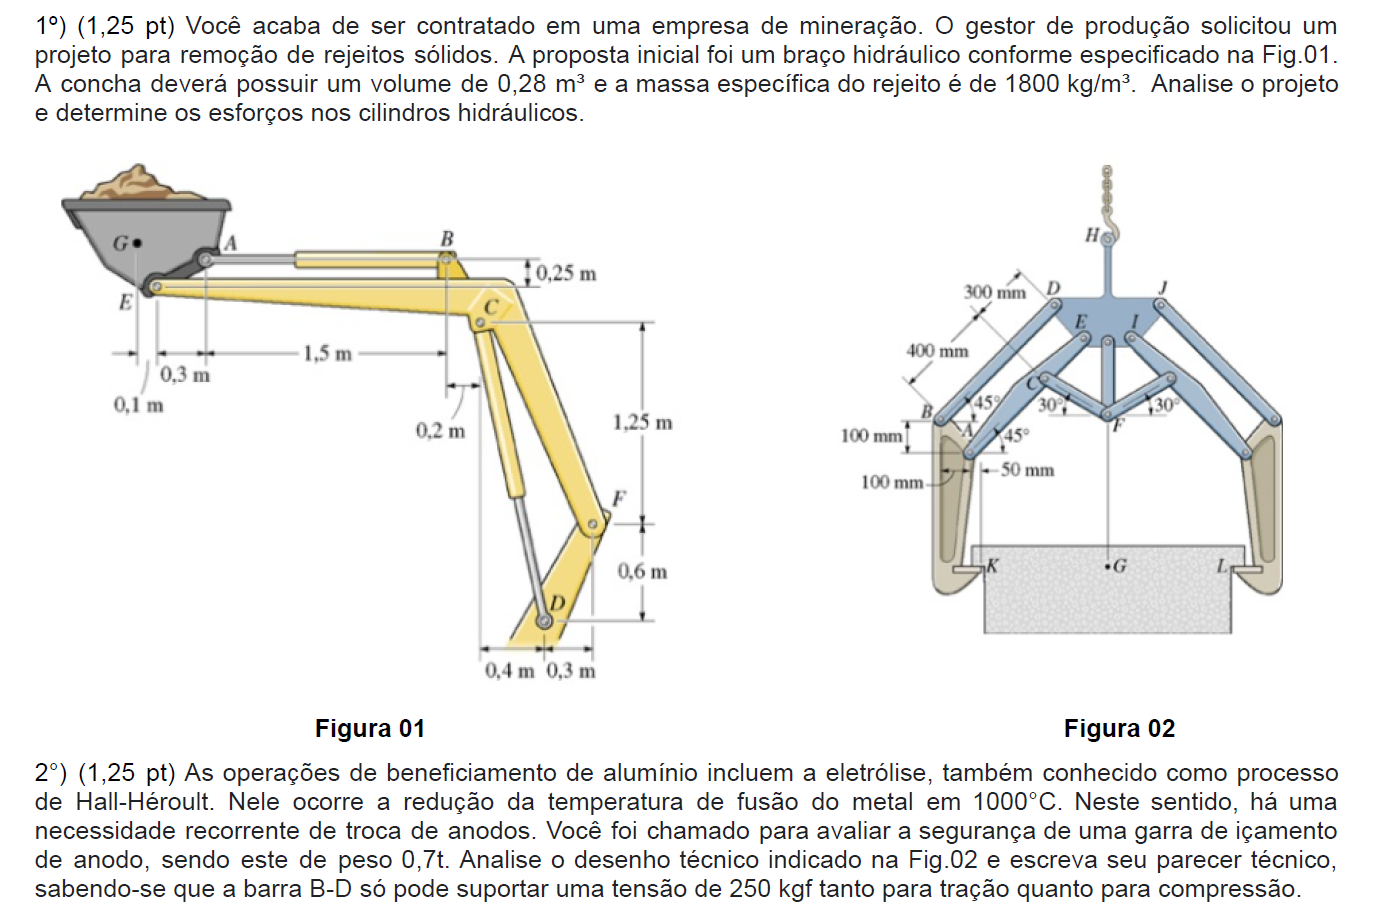 1º) (1,25 pt) Você acaba de ser contratado em uma empresa de mineração. O gestor de produção solicitou um
projeto para remoção de rejeitos sólidos. A proposta inicial foi um braço hidráulico conforme especificado na Fig.01.
A concha deverá possuir um volume de 0,28 m³ e a massa específica do rejeito é de 1800 kg/m³. Analise o projeto
e determine os esforços nos cilindros hidráulicos.
G
A
B
0,25 m
E
C
1,5 m
0,3 m
0,1 m
0,2 m
1,25 m
F
0,6 m
D
0,4 m
0,3 m
Figura 01
H
300 mm
D
J
E
I
400 mm
C
B
45°
30°
30°
A
F
100 mm
45°
50 mm
100 mm
K
G
L
Figura 02
2°) (1,25 pt) As operações de beneficiamento de alumínio incluem a eletrólise, também conhecido como processo
de Hall-Héroult. Nele ocorre a redução da temperatura de fusão do metal em 1000°C. Neste sentido, há uma
necessidade recorrente de troca de anodos. Você foi chamado para avaliar a segurança de uma garra de içamento
de anodo, sendo este de peso 0,7t. Analise o desenho técnico indicado na Fig.02 e escreva seu parecer técnico,
sabendo-se que a barra B-D só pode suportar uma tensão de 250 kgf tanto para tração quanto para compressão.